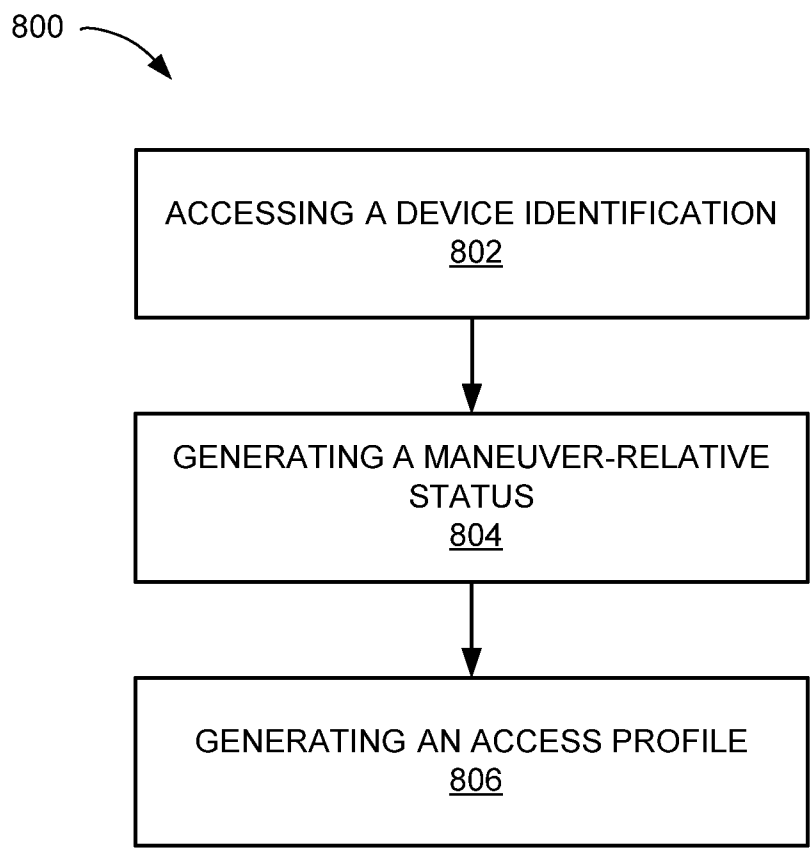 800
ACCESSING A DEVICE IDENTIFICATION
802
GENERATING A MANEUVER-RELATIVE
STATUS
804
GENERATING AN ACCESS PROFILE
806